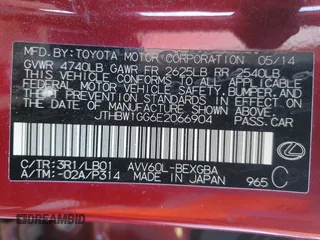 MFD.BY:TOYOTA MOTOR CORPORATION 05/14
GVWR 4740LB GAWR FR 2625LB RR 2540LB
THIS VEHICLE CONFORMS TO ALL APPLICABLE
FEDERAL MOTOR VEHICLE SAFETY, BUMPER, AND
THEFT PREVENTION STANDARDS IN EFFECT ON
THE DATE OF MANUFACTURE SHOWN ABOVE.
JTHBW1GG6E2066904
PASS.CAR
C/TR:3R1/LB01 AVV60L-BEXGBA
A/TM:-02A/P314 MADE IN JAPAN 965 C
DREAMBID